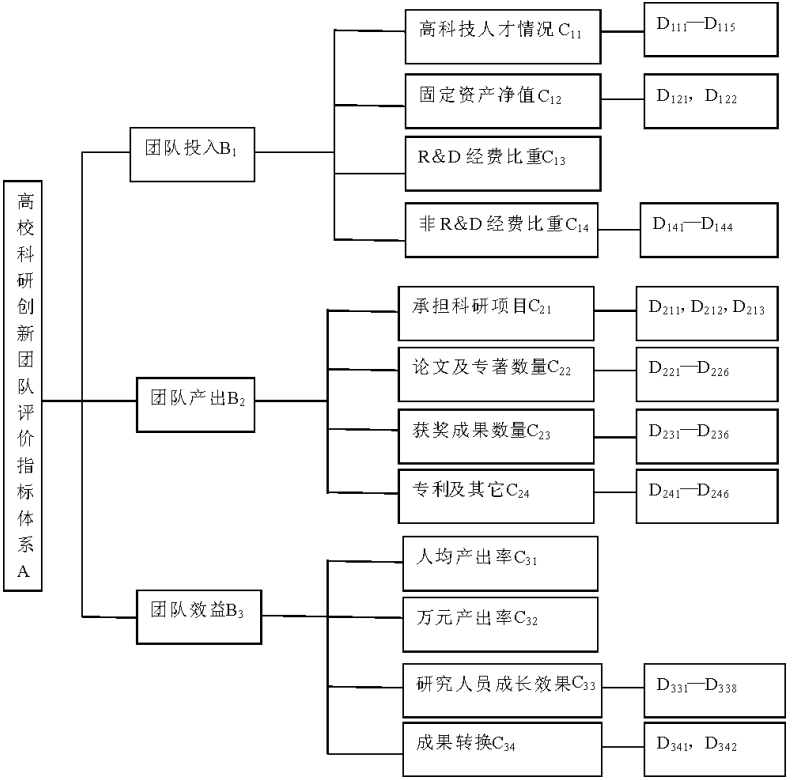 高校科研创新团队评价指标体系A
团队投入B₁
高科技人才情况C₁₁
D₁₁₁—D₁₁₅
固定资产净值C₁₂
D₁₂₁，D₁₂₂
R&D经费比重C₁₃
非R&D经费比重C₁₄
D₁₄₁—D₁₄₄
团队产出B₂
承担科研项目C₂₁
D₂₁₁，D₂₁₂，D₂₁₃
论文及专著数量C₂₂
D₂₂₁—D₂₂₆
获奖成果数量C₂₃
D₂₃₁—D₂₃₆
专利及其它C₂₄
D₂₄₁—D₂₄₆
团队效益B₃
人均产出率C₃₁
万元产出率C₃₂
研究人员成长效果C₃₃
D₃₃₁—D₃₃₈
成果转换C₃₄
D₃₄₁，D₃₄₂